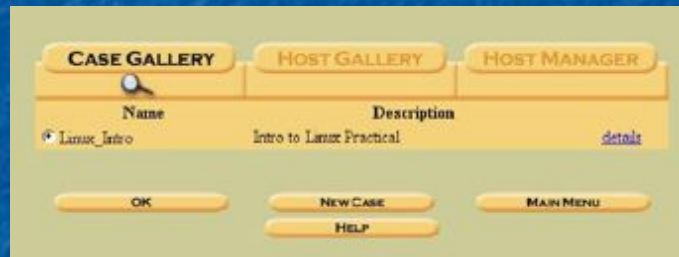 CASE GALLERY HOST GALLERY HOST MANAGER
Name Description
Linux_Intro Intro to Linux Practical details
OK NEW CASE MAIN MENU
HELP